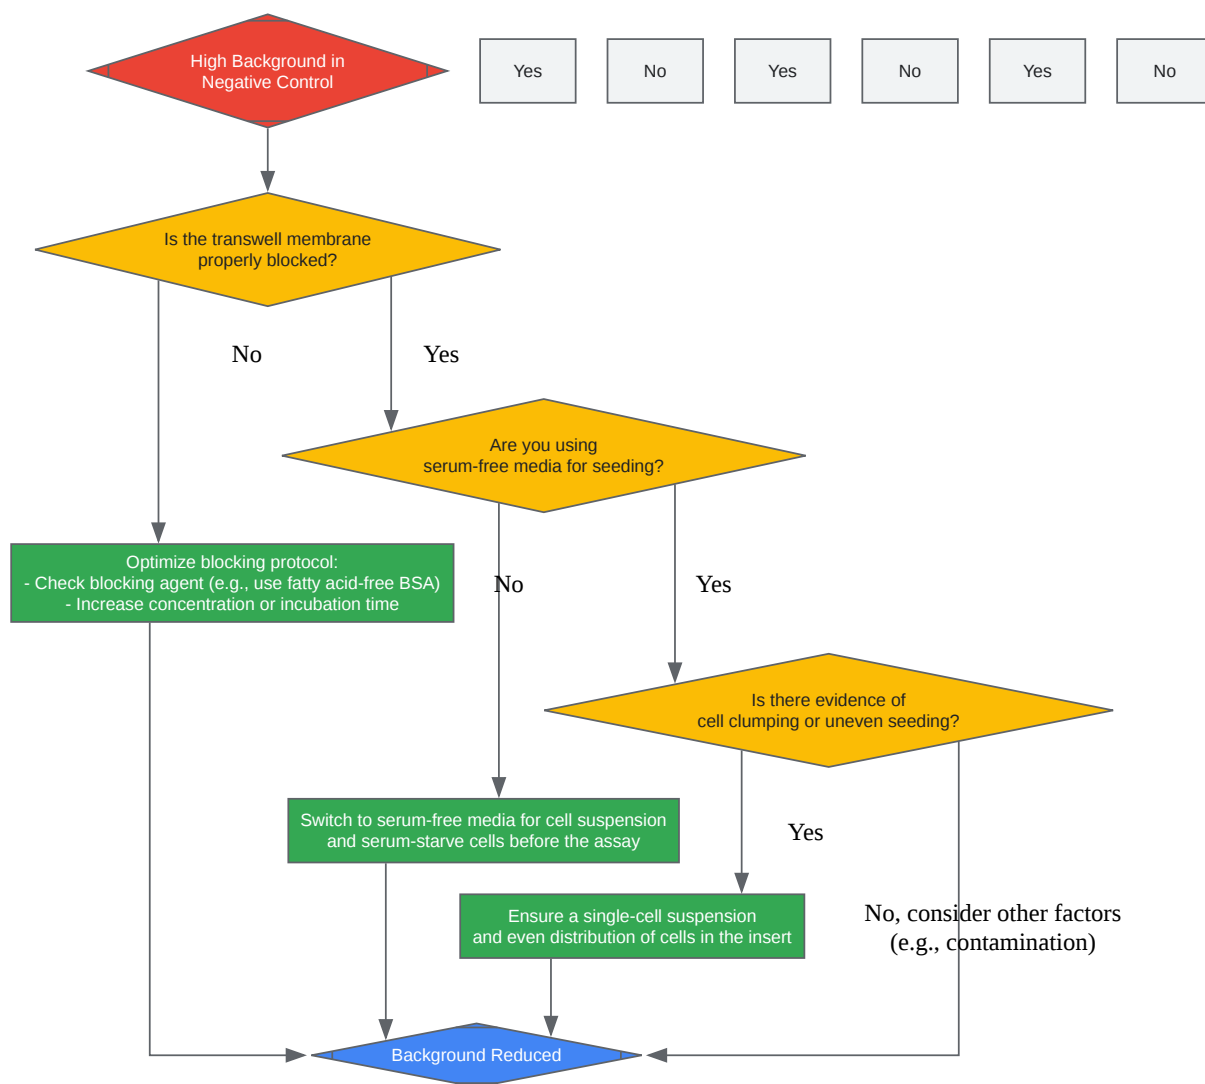 High Background in
Negative Control
Yes
No
Yes
No
Yes
No
Is the transwell membrane
properly blocked?
No
Yes
Are you using
serum-free media for seeding?
Optimize blocking protocol:
- Check blocking agent (e.g., use fatty acid-free BSA)
- Increase concentration or incubation time
No
Yes
Is there evidence of
cell clumping or uneven seeding?
Switch to serum-free media for cell suspension
and serum-starve cells before the assay
Yes
Ensure a single-cell suspension
and even distribution of cells in the insert
No, consider other factors
(e.g., contamination)
Background Reduced